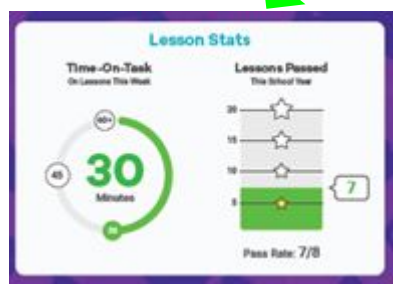 Lesson Stats
Time-On-Task
On Lessons This Week
60+
45
30
Minutes
30
Lessons Passed
This School Year
20
15
10
5
7
Pass Rate: 7/8